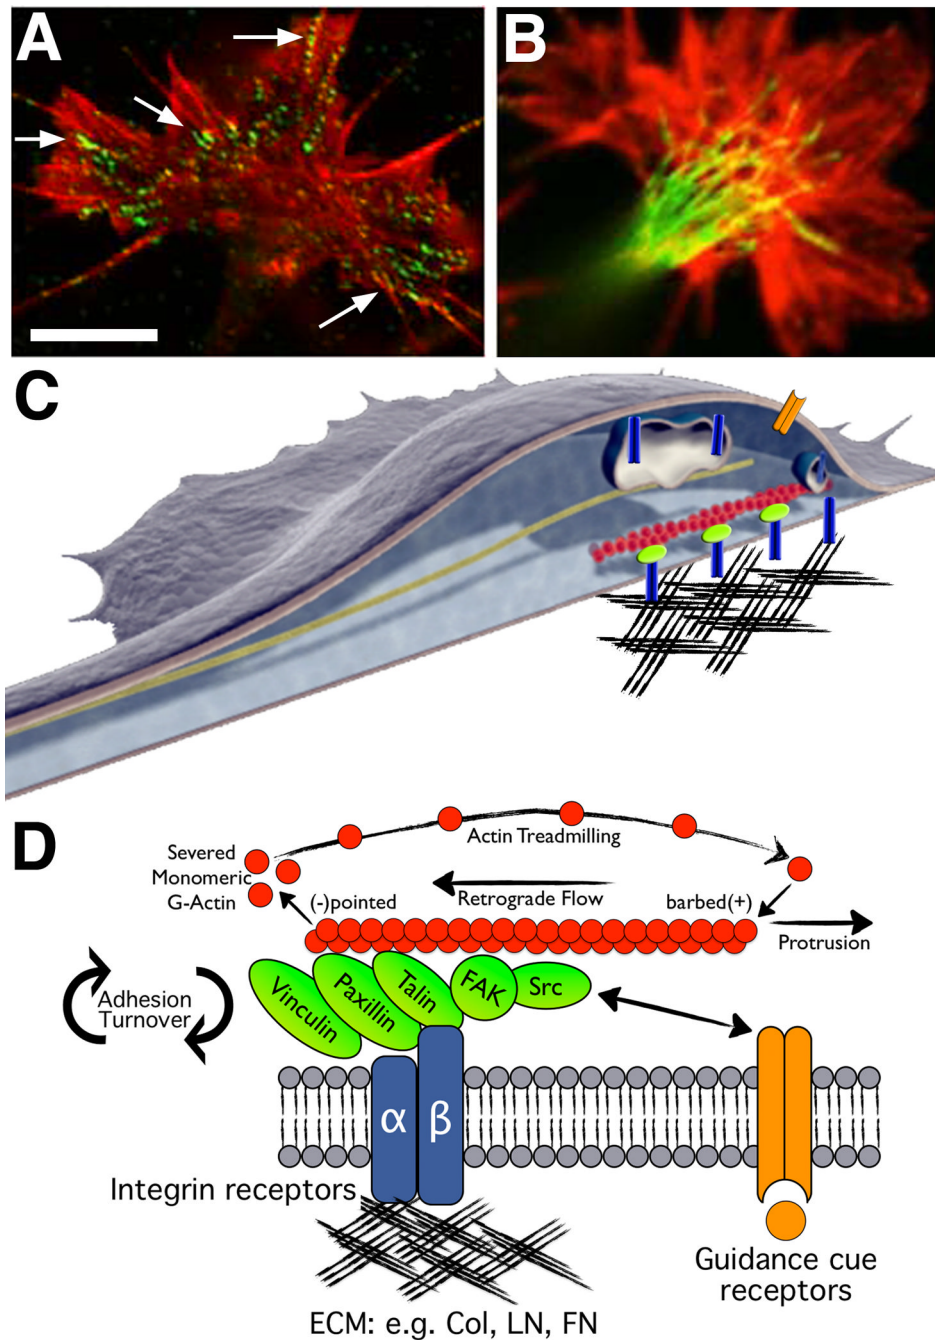 A
B
C
D
Actin Treadmilling
Severed
Monomeric
G-Actin
(-)pointed
Retrograde Flow
barbed(+)
Protrusion
Adhesion
Turnover
Vinculin
Paxillin
Talin
FAK
Src
α
β
Integrin receptors
Guidance cue
receptors
ECM: e.g. Col, LN, FN